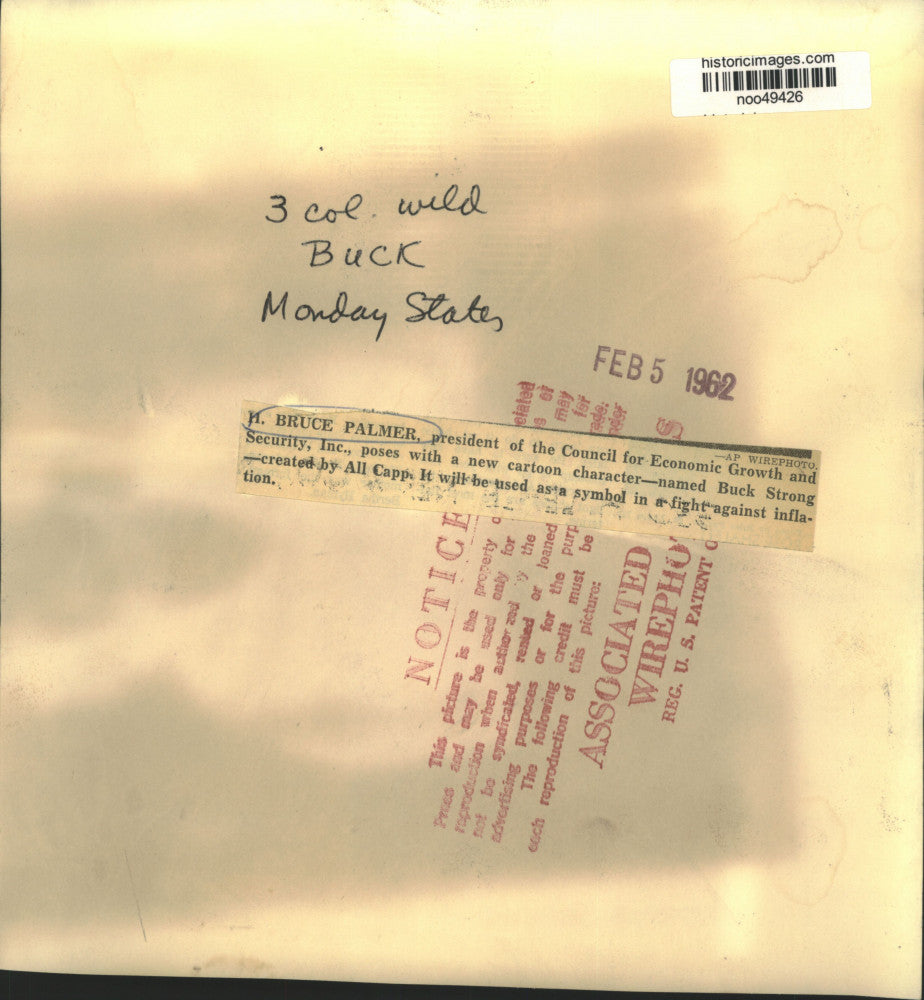 historicimages.com
noo49426
3 col. wild
BUCK
Monday States
FEB 5 1962
—AP WIREPHOTO.
H. BRUCE PALMER, president of the Council for Economic Growth and
Security, Inc., poses with a new cartoon character—named Buck Strong
—created by All Capp. It will be used as a symbol in a fight against infla-
tion.
NOTICE
This picture is the property
Press and may be used only for
reproduction when
not be syndicated, rented or loaned
advertising purposes or for the purp
The following credit must be
each reproduction of this picture:
ASSOCIATED
WIREPHO
REG. U. S. PATENT O